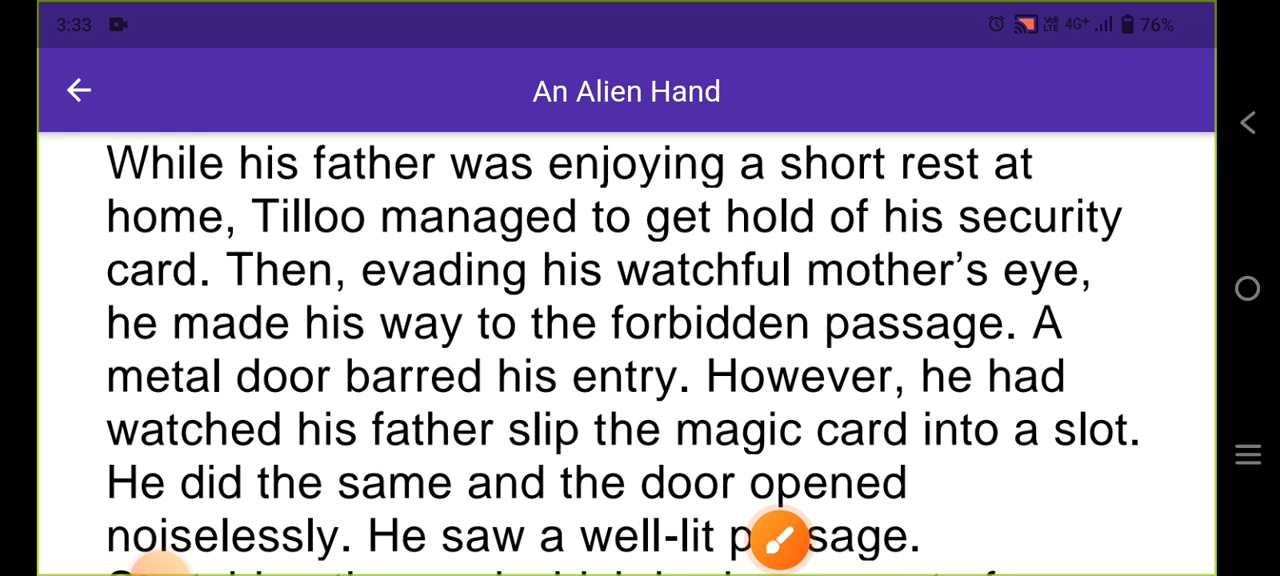 3:33
VoLTE 4G+ 76%
An Alien Hand
While his father was enjoying a short rest at
home, Tilloo managed to get hold of his security
card. Then, evading his watchful mother’s eye,
he made his way to the forbidden passage. A
metal door barred his entry. However, he had
watched his father slip the magic card into a slot.
He did the same and the door opened
noiselessly. He saw a well-lit